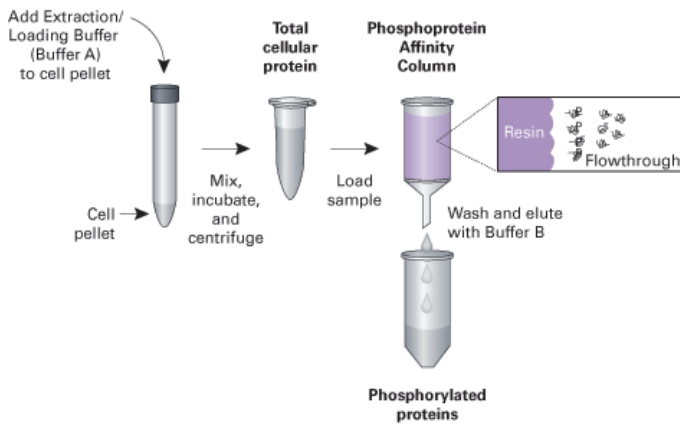 Add Extraction/
Loading Buffer
(Buffer A)
to cell pellet
Cell
pellet
Mix,
incubate,
and
centrifuge
Total
cellular
protein
Load
sample
Phosphoprotein
Affinity
Column
Resin
Flowthrough
Wash and elute
with Buffer B
Phosphorylated
proteins